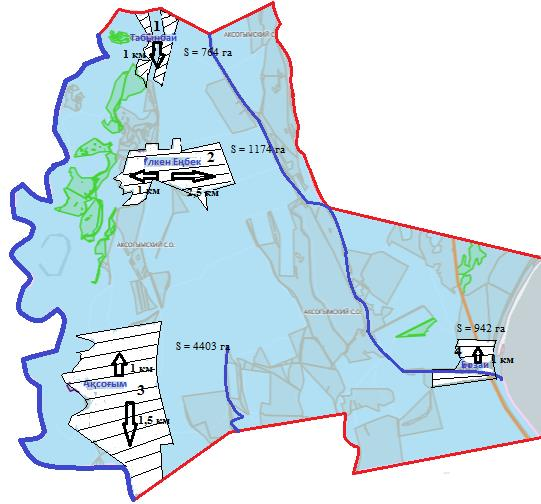 АКСОГЫМСКИЙ С.О.
1
Табынбай
1 км
S = 764 га
S = 1174 га
2
Үлкен Еңбек
1 км
2,5 км
АКСОГЫМСКИЙ С.О.
АКСОГЫМСКИЙ С.О.
S = 942 га
4
1 км
Бозай
S = 4403 га
1 км
Ақсоғым
3
1,5 км